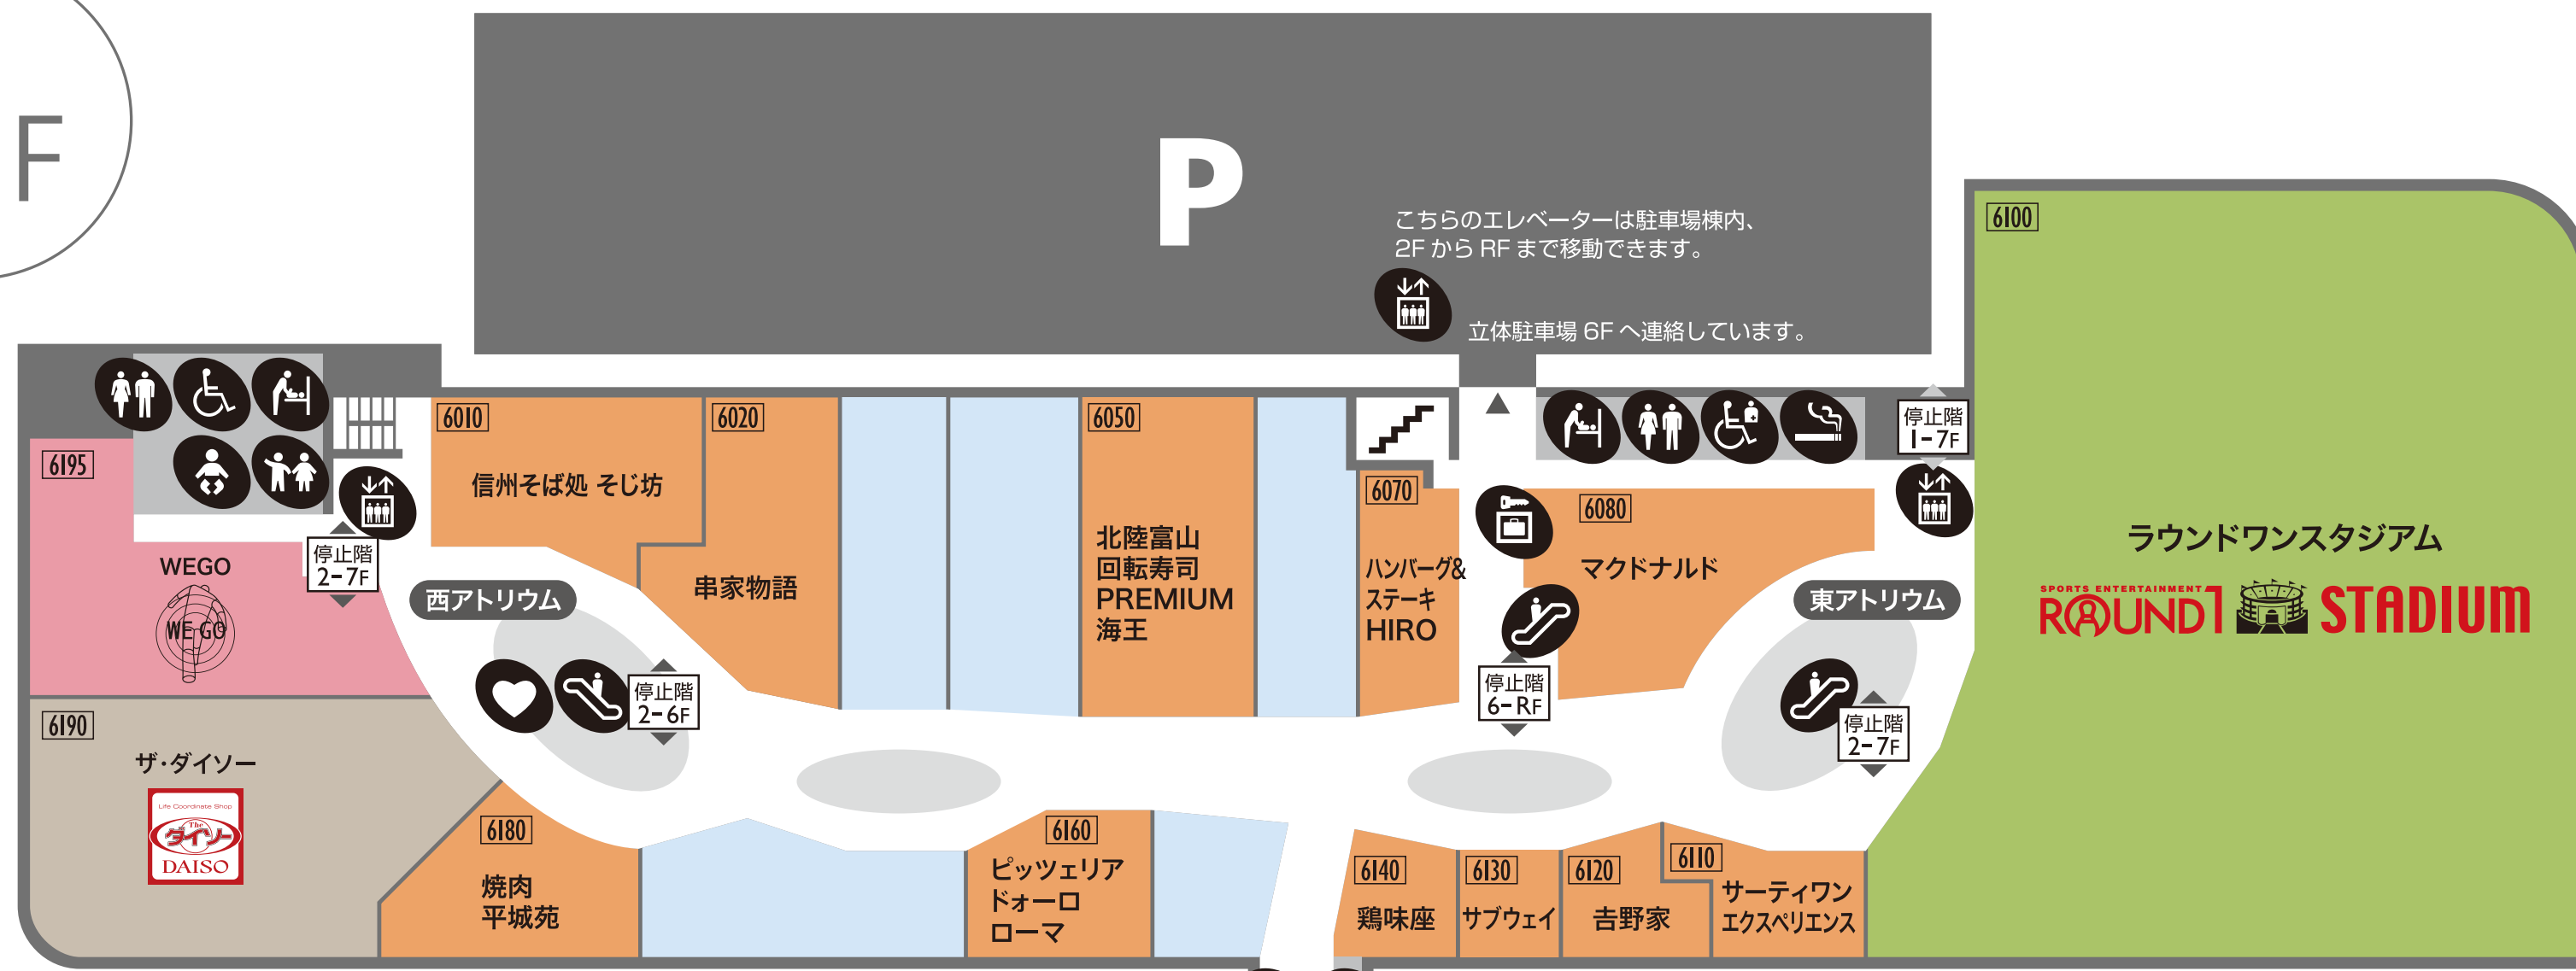 F
P
こちらのエレベーターは駐車場棟内、
2FからRFまで移動できます。
立体駐車場6Fへ連絡しています。
6100
ラウンドワンスタジアム
SPORTS ENTERTAINMENT
ROUND1 STADIUM
停止階
1-7F
6195
WEGO
WE GO
停止階
2-7F
6010
信州そば処 そじ坊
6020
串家物語
6050
北陸富山
回転寿司
PREMIUM
海王
6070
ハンバーグ&
ステーキ
HIRO
6080
マクドナルド
西アトリウム
停止階
2-6F
停止階
6-RF
東アトリウム
停止階
2-7F
6190
ザ・ダイソー
Life Coordinate Shop
The
ダイソー
DAISO
6180
焼肉
平城苑
6160
ピッツェリア
ドォーロ
ローマ
6140
鶏味座
6130
サブウェイ
6120
𠮷野家
6110
サーティワン
エクスペリエンス